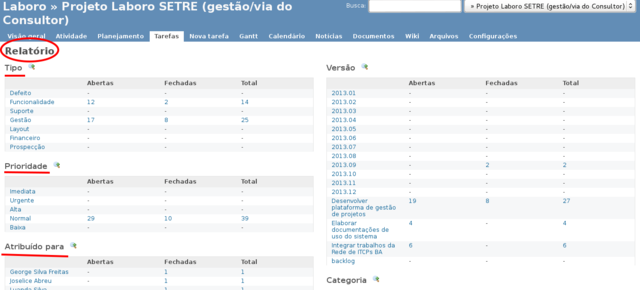 Laboro » Projeto Laboro SETRE (gestão/via do Consultor)
Busca:
» Projeto Laboro SETRE (gestão/via do Consultor)
Visão geral Atividade Planejamento Tarefas Nova tarefa Gantt Calendário Notícias Documentos Wiki Arquivos Configurações
Relatório
Tipo
Abertas Fechadas Total
Defeito - - -
Funcionalidade 12 2 14
Suporte - - -
Gestão 17 8 25
Layout - - -
Financeiro - - -
Prospecção - - -
Prioridade
Abertas Fechadas Total
Imediata - - -
Urgente - - -
Alta - - -
Normal 29 10 39
Baixa - - -
Atribuído para
Abertas Fechadas Total
George Silva Freitas - 1 1
Joselice Abreu - 1 1
Versão
Abertas Fechadas Total
2013.01 - - -
2013.02 - - -
2013.03 - - -
2013.04 - - -
2013.05 - - -
2013.06 - - -
2013.07 - - -
2013.08 - - -
2013.09 - 2 2
2013.10 - - -
2013.11 - - -
2013.12 - - -
Desenvolver 19 8 27
plataforma de gestão
de projetos
Elaborar 4 - 4
documentações de
uso do sistema
Integrar trabalhos da 6 - 6
Rede de ITCPs BA
backlog - - -
Categoria